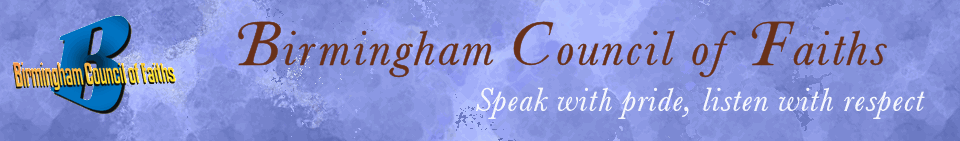 B
Birmingham Council of Faiths
Birmingham Council of Faiths
Speak with pride, listen with respect